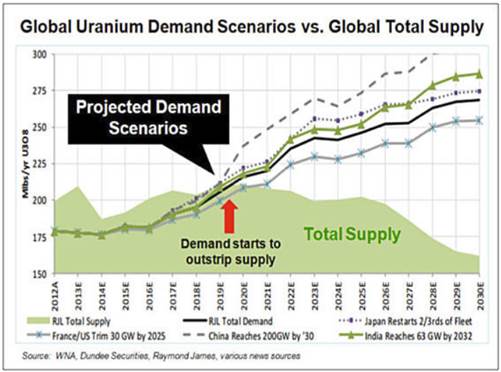 Global Uranium Demand Scenarios vs. Global Total Supply
300
275
250
225
200
175
150
Mlbs/y U3O8
Projected Demand
Scenarios
Demand starts to
outstrip supply
Total Supply
2012A
2013E
2014E
2015E
2016E
2017E
2018E
2019E
2020E
2021E
2022E
2023E
2024E
2025E
2026E
2027E
2028E
2029E
2030E
RJL Total Supply
RJL Total Demand
Japan Restarts 2/3rds of Fleet
France/US Trim 30 GW by 2025
China Reaches 200GW by '30
India Reaches 63 GW by 2032
Source: WNA, Dundee Securities, Raymond James, various news sources